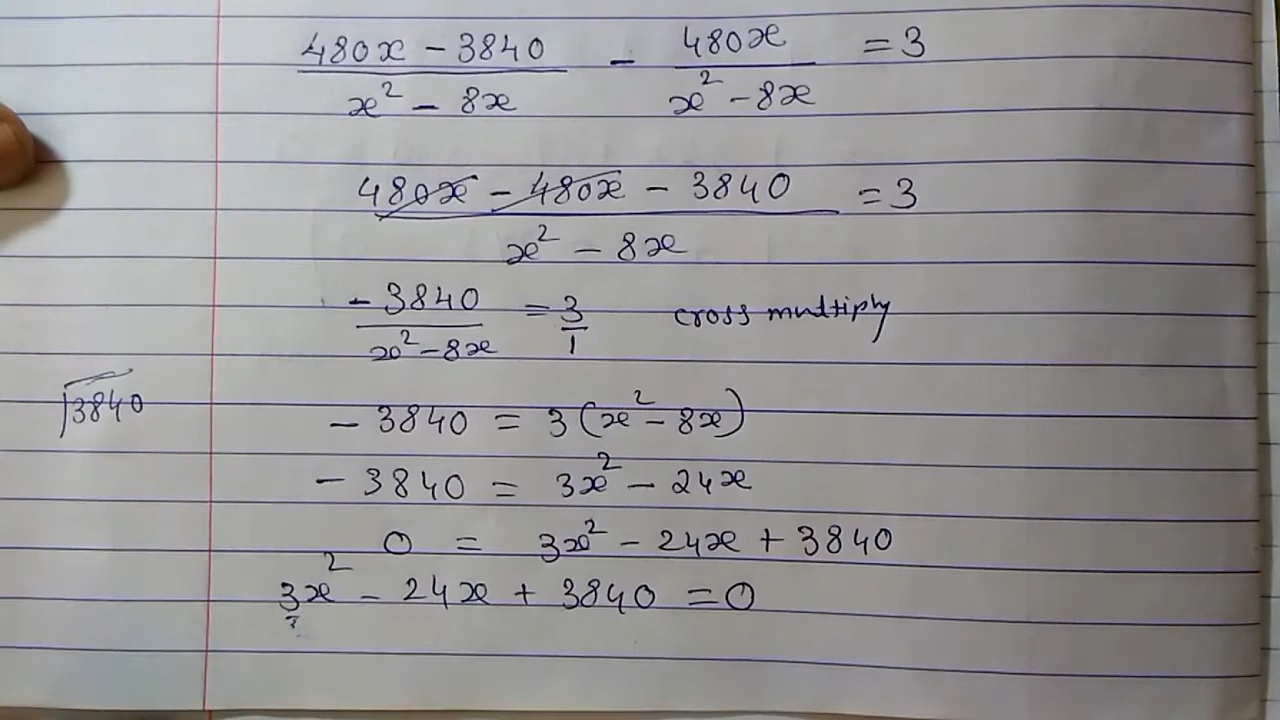 480x - 3840 / x² - 8x - 480x / x² - 8x = 3
480x - 480x - 3840 / x² - 8x = 3
- 3840 / x² - 8x = 3 / 1 cross multiply
3840
- 3840 = 3 (x² - 8x)
- 3840 = 3x² - 24x
0 = 3x² - 24x + 3840
3x² - 24x + 3840 = 0